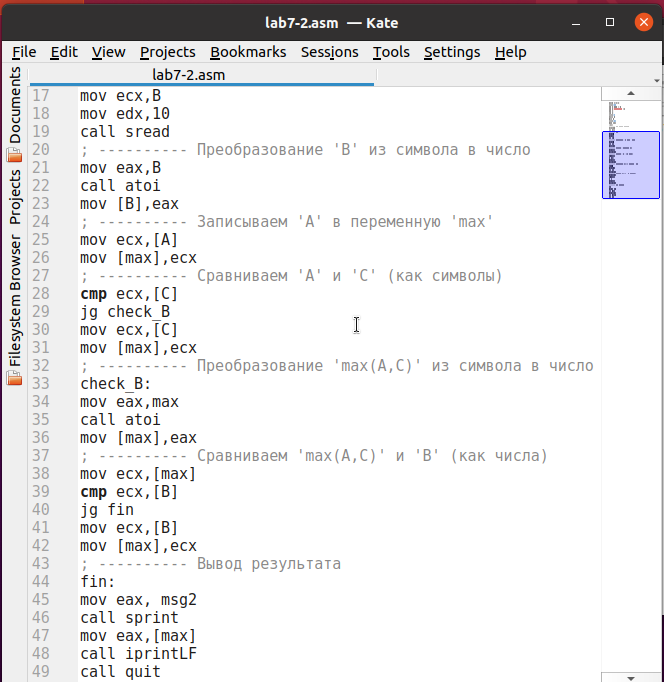 lab7-2.asm — Kate
File Edit View Projects Bookmarks Sessions Tools Settings Help
lab7-2.asm
Documents
Projects
Filesystem Browser
17 mov ecx,B
18 mov edx,10
19 call sread
20 ; ---------- Преобразование 'B' из символа в число
21 mov eax,B
22 call atoi
23 mov [B],eax
24 ; ---------- Записываем 'A' в переменную 'max'
25 mov ecx,[A]
26 mov [max],ecx
27 ; ---------- Сравниваем 'A' и 'С' (как символы)
28 cmp ecx,[C]
29 jg check_B
30 mov ecx,[C]
31 mov [max],ecx
32 ; ---------- Преобразование 'max(A,C)' из символа в число
33 check_B:
34 mov eax,max
35 call atoi
36 mov [max],eax
37 ; ---------- Сравниваем 'max(A,C)' и 'B' (как числа)
38 mov ecx,[max]
39 cmp ecx,[B]
40 jg fin
41 mov ecx,[B]
42 mov [max],ecx
43 ; ---------- Вывод результата
44 fin:
45 mov eax, msg2
46 call sprint
47 mov eax,[max]
48 call iprintLF
49 call quit